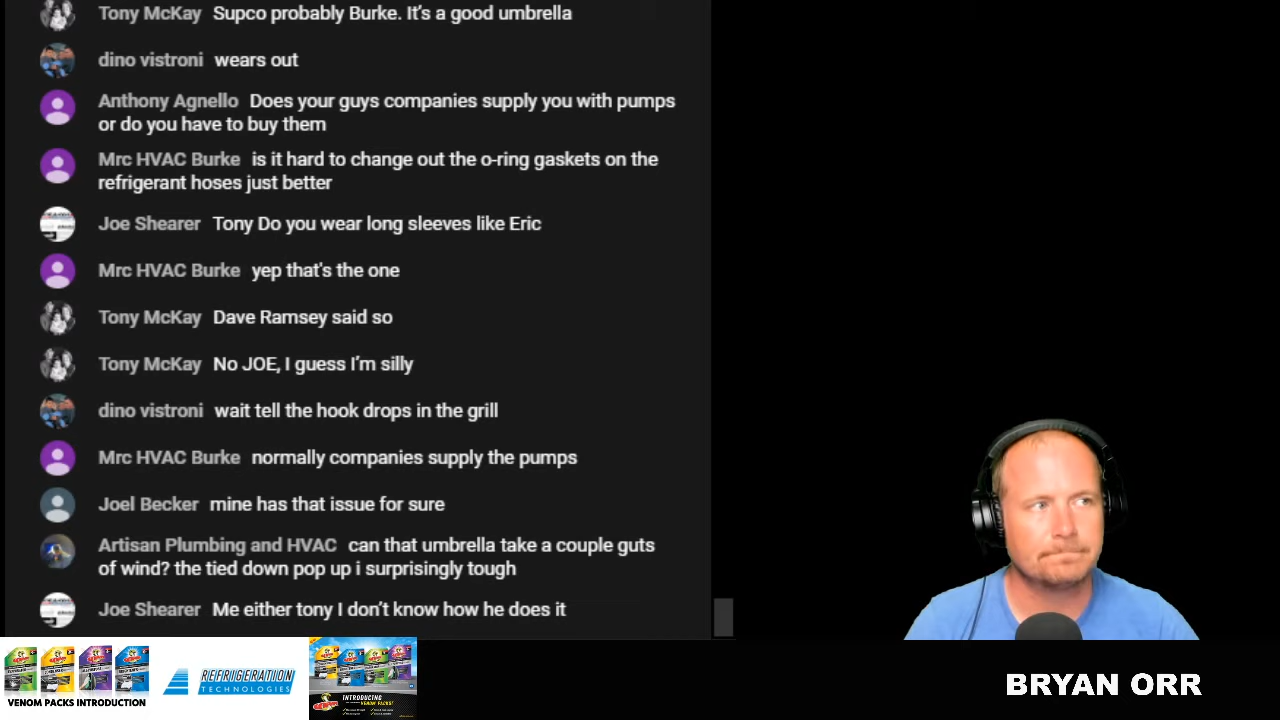 Tony McKay Supco probably Burke. It's a good umbrella
dino vistroni wears out
Anthony Agnello Does your guys companies supply you with pumps
or do you have to buy them
Mrc HVAC Burke is it hard to change out the o-ring gaskets on the
refrigerant hoses just better
Joe Shearer Tony Do you wear long sleeves like Eric
Mrc HVAC Burke yep that's the one
Tony McKay Dave Ramsey said so
Tony McKay No JOE, I guess I'm silly
dino vistroni wait tell the hook drops in the grill
Mrc HVAC Burke normally companies supply the pumps
Joel Becker mine has that issue for sure
Artisan Plumbing and HVAC can that umbrella take a couple guts
of wind? the tied down pop up i surprisingly tough
Joe Shearer Me either tony I don't know how he does it
VENOM PACKS INTRODUCTION
REFRIGERATION
TECHNOLOGIES
INTRODUCING
VENOM PACKS!
BRYAN ORR